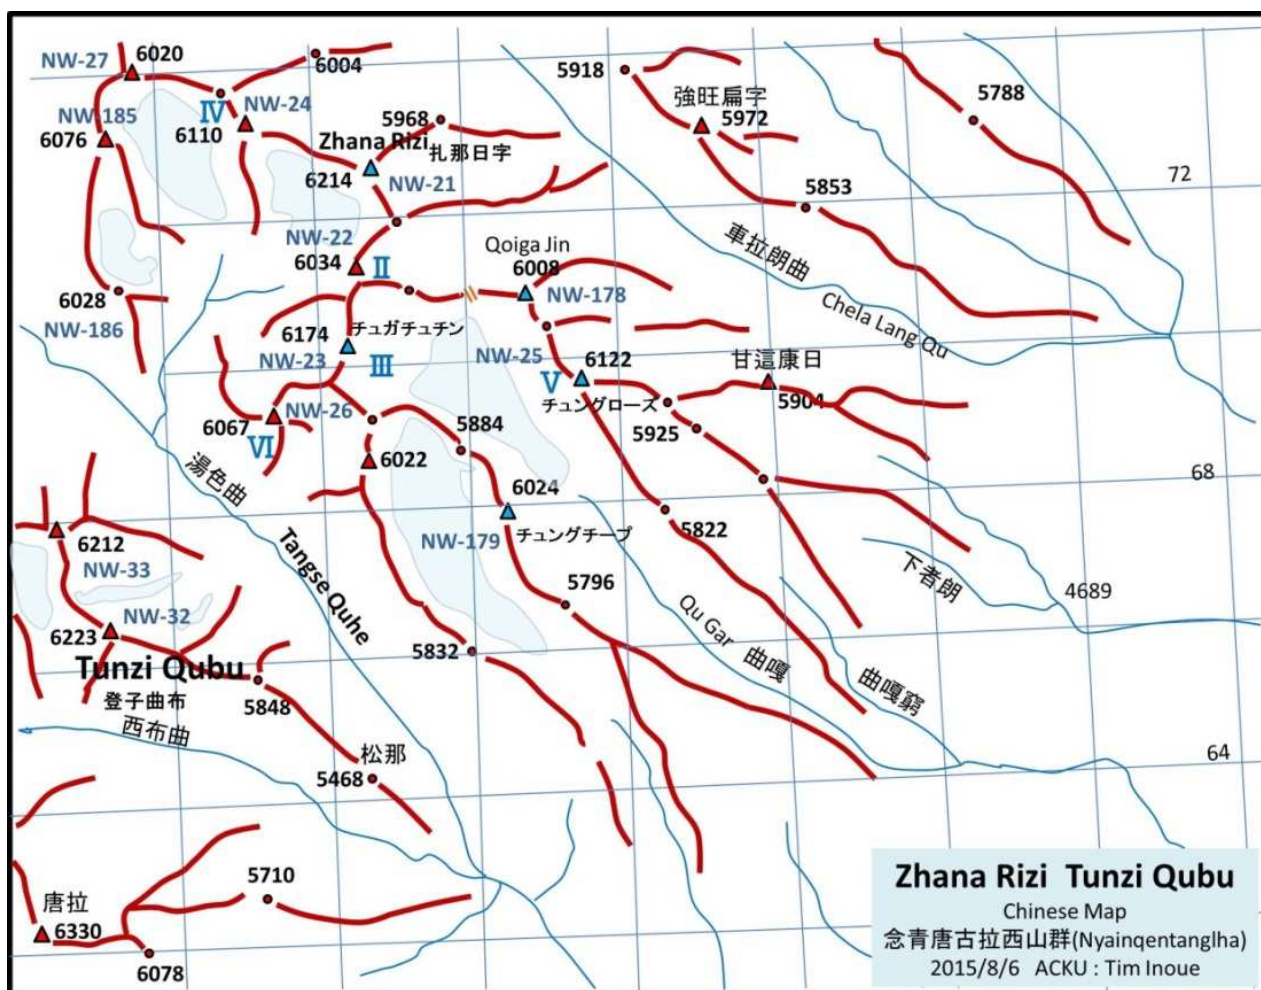 NW-27
6020
6004
IV
NW-24
NW-185
6076
6110
5968
Zhana Rizi
扎那日字
6214
NW-21
5918
強旺扁字
5972
5788
72
5853
NW-22
6034
II
Qoiga Jin
6008
NW-178
車拉朗曲
Chela Lang Qu
6028
NW-186
6174
チュガチュチン
NW-23
III
NW-25
6122
V
チュングローズ
甘這康日
5904
5925
NW-26
6067
VI
5884
6022
湯色曲
Tangse Quhe
6024
NW-179
チュングチープ
5822
68
6212
NW-33
NW-32
6223
Tunzi Qubu
登子曲布
西布曲
5848
5796
5832
Qu Gar 曲嘎
下者朗
4689
曲嘎窮
64
松那
5468
5710
唐拉
6330
6078
Zhana Rizi Tunzi Qubu
Chinese Map
念青唐古拉西山群(Nyainqentanglha)
2015/8/6 ACKU : Tim Inoue